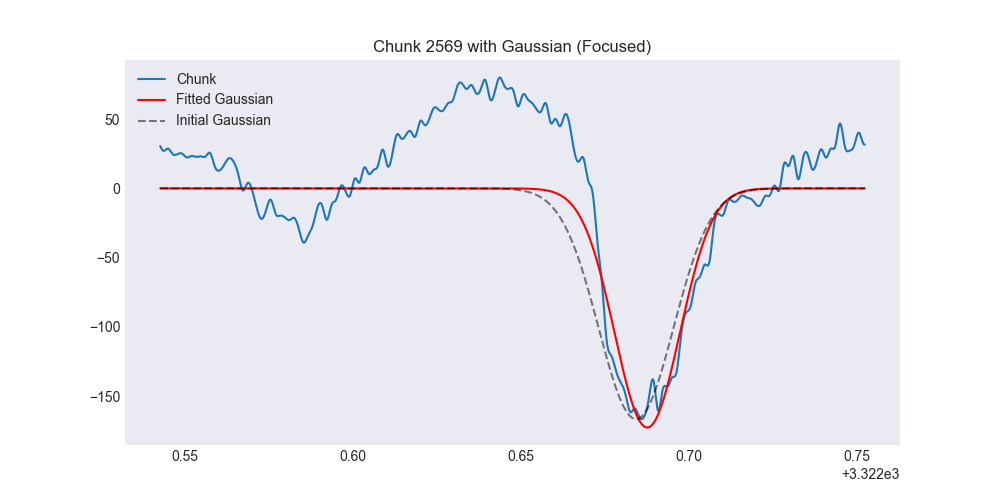 Chunk 2569 with Gaussian (Focused)
Chunk
Fitted Gaussian
Initial Gaussian
50
0
−50
−100
−150
0.55 0.60 0.65 0.70 0.75
+3.322e3